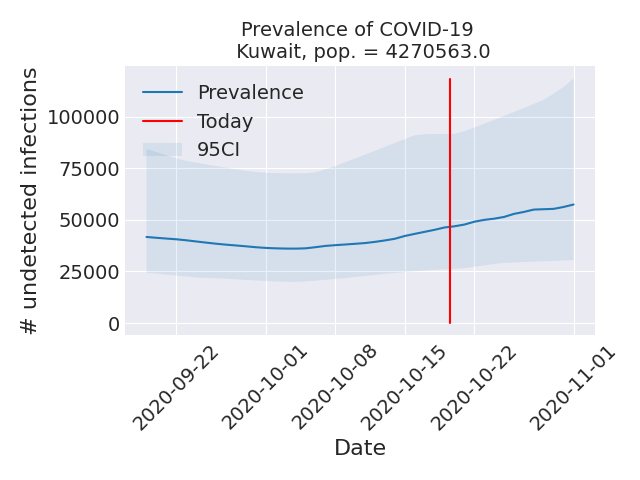 Prevalence of COVID-19
Kuwait, pop. = 4270563.0
# undetected infections
100000
75000
50000
25000
0
Prevalence
Today
95CI
2020-09-22
2020-10-01
2020-10-08
2020-10-15
2020-10-22
2020-11-01
Date